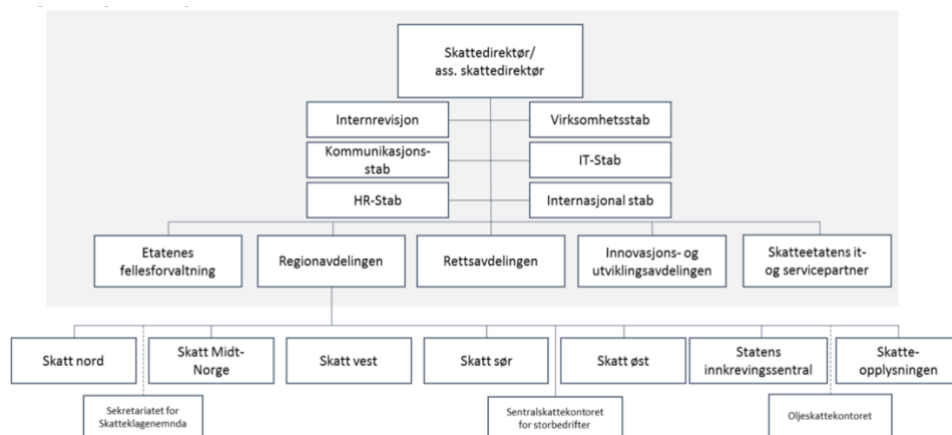 Skattedirektør/
ass. skattedirektør
Internrevisjon
Virksomhetsstab
Kommunikasjons-
stab
IT-Stab
HR-Stab
Internasjonal stab
Etatenes
fellesforvaltning
Regionavdelingen
Rettsavdelingen
Innovasjons- og
utviklingsavdelingen
Skatteetatens it-
og servicepartner
Skatt nord
Skatt Midt-
Norge
Skatt vest
Skatt sør
Skatt øst
Statens
innkrevingssentral
Skatte-
opplysningen
Sekretariatet for
Skatteklagenemnda
Sentralskattekontoret
for storbedrifter
Oljeskattekontoret